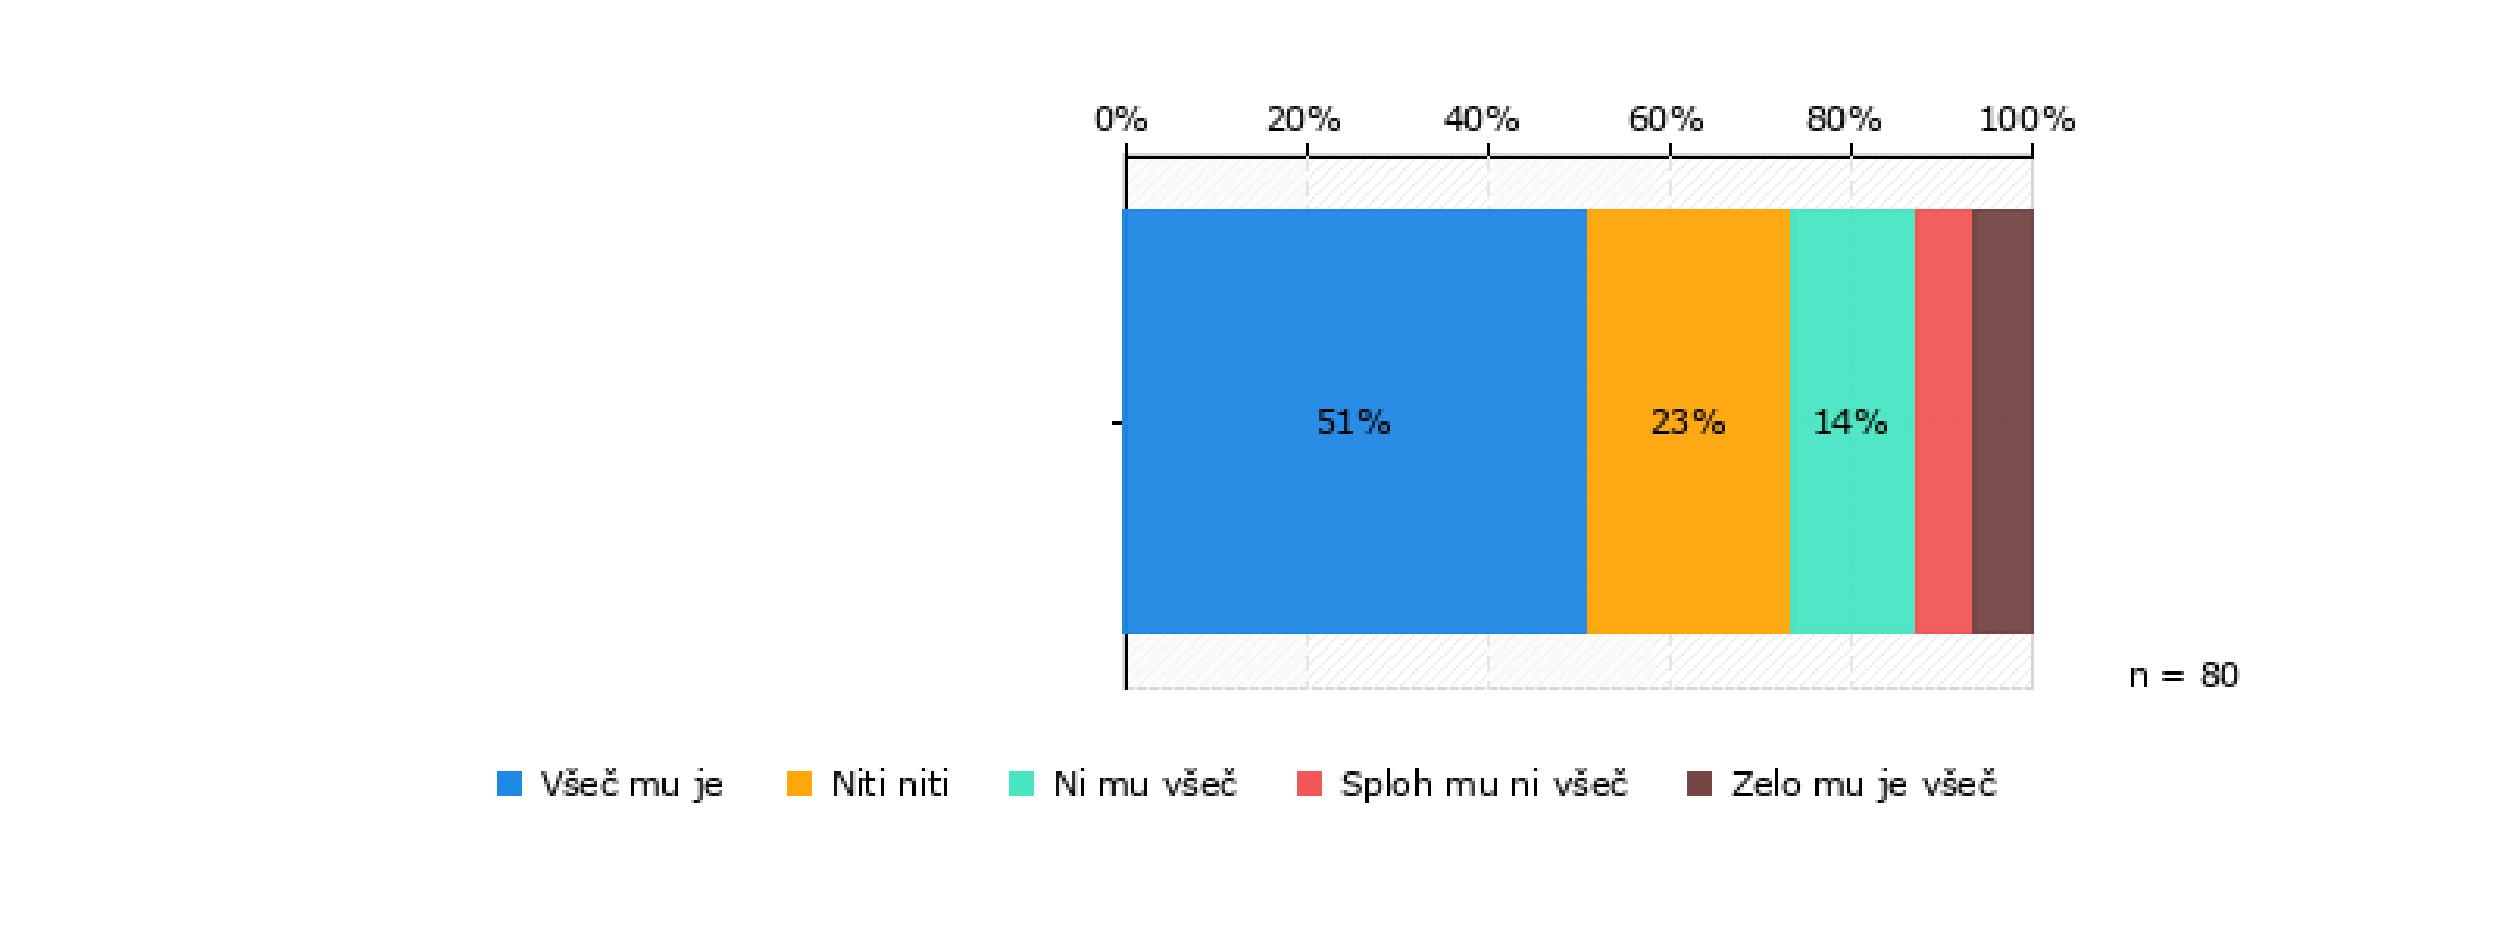 0% 20% 40% 60% 80% 100%
51% 23% 14%
n = 80
Všeč mu je Niti niti Ni mu všeč Sploh mu ni všeč Zelo mu je všeč